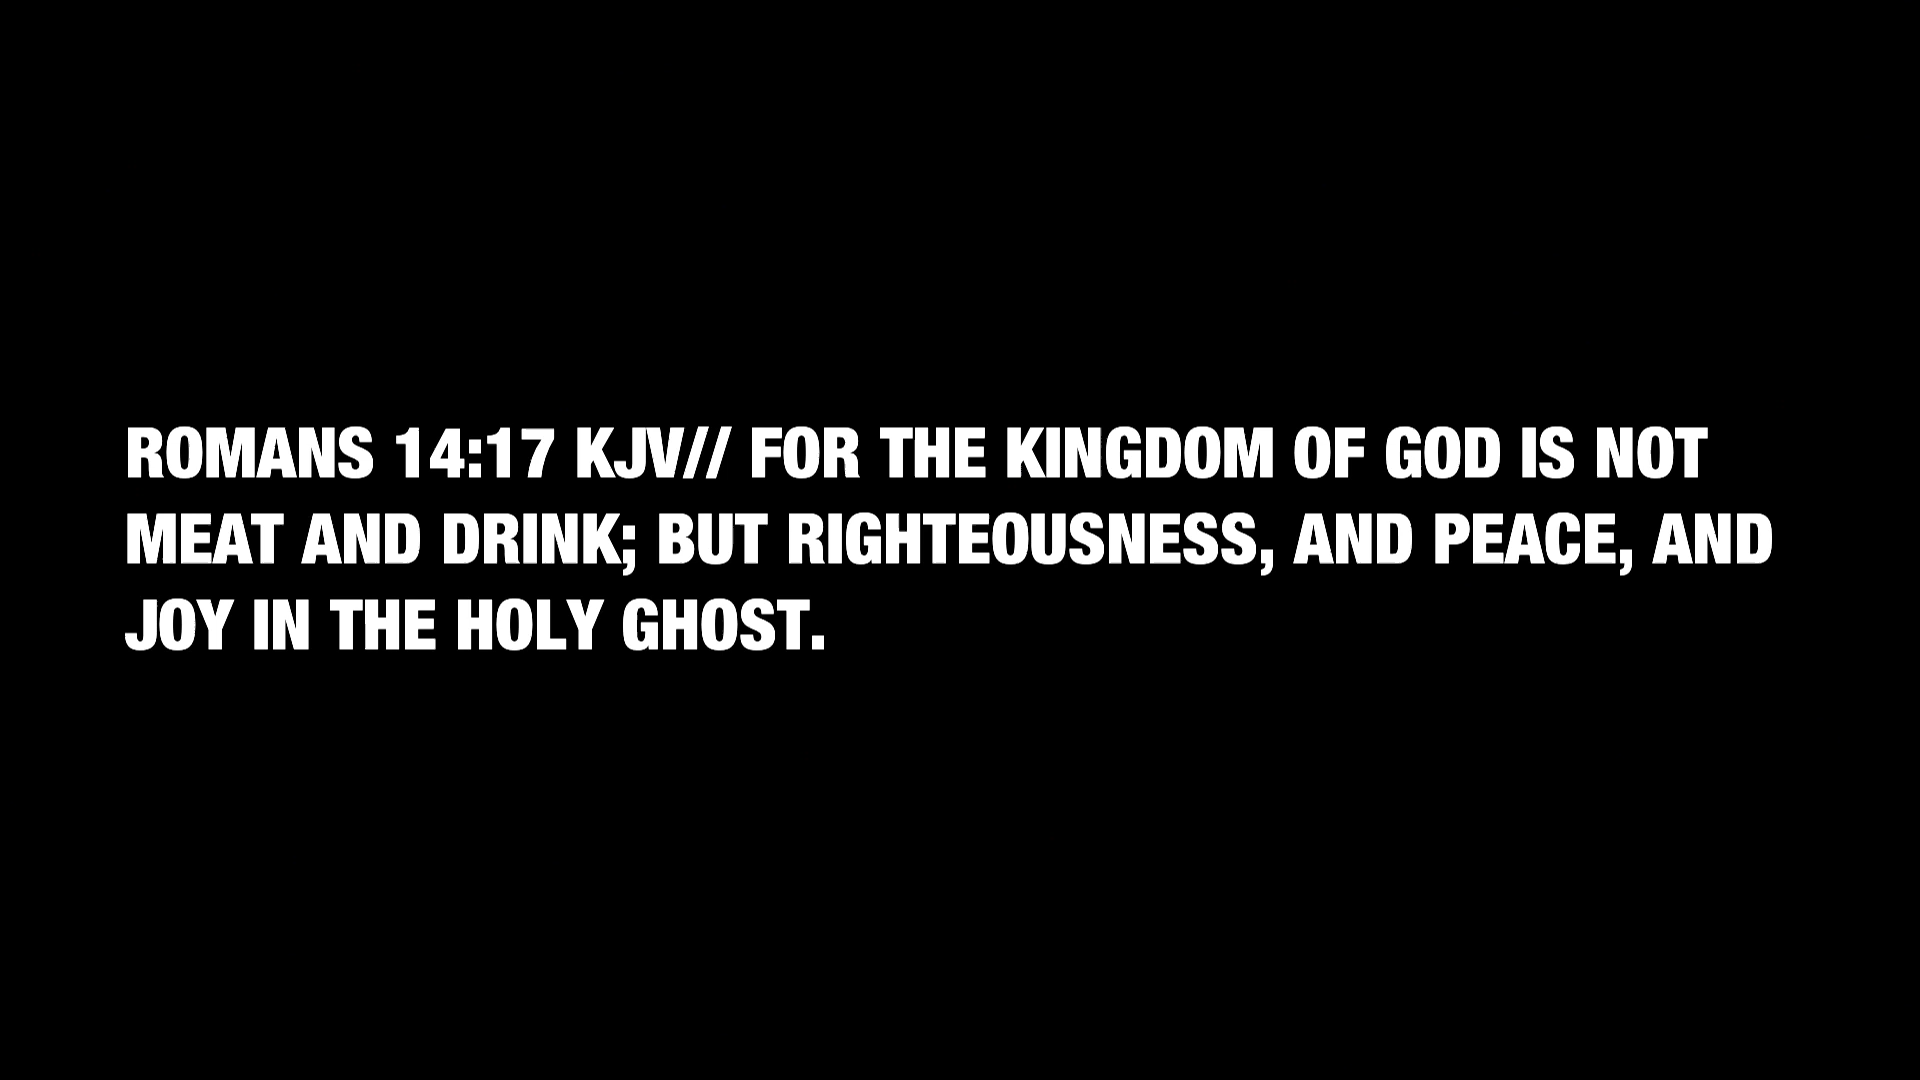 ROMANS 14:17 KJV// FOR THE KINGDOM OF GOD IS NOT
MEAT AND DRINK; BUT RIGHTEOUSNESS, AND PEACE, AND
JOY IN THE HOLY GHOST.